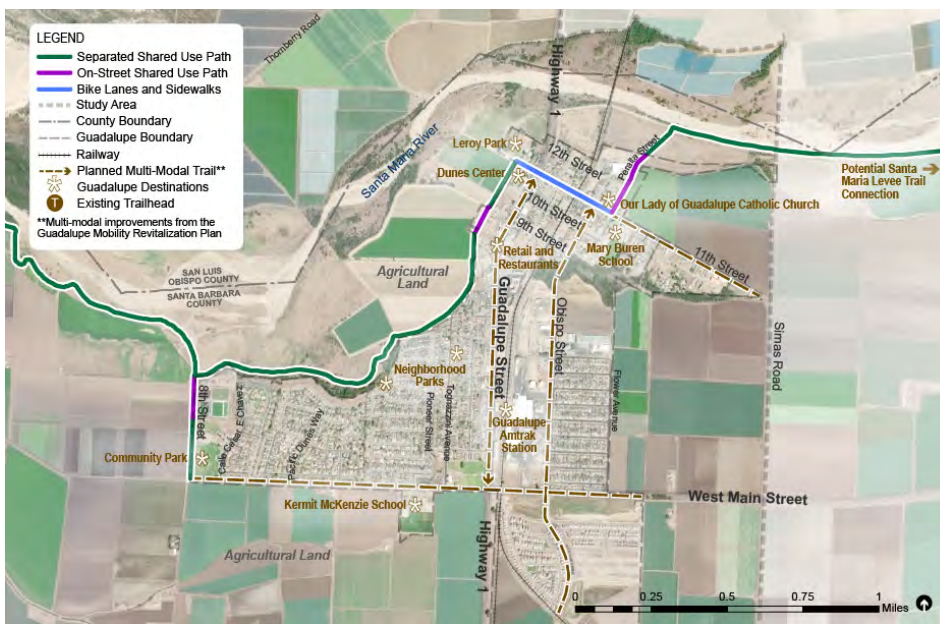 LEGEND
Separated Shared Use Path
On-Street Shared Use Path
Bike Lanes and Sidewalks
Study Area
County Boundary
Guadalupe Boundary
Railway
Planned Multi-Modal Trail**
Guadalupe Destinations
T Existing Trailhead
**Multi-modal improvements from the
Guadalupe Mobility Revitalization Plan
Thornberry Road
Highway 1
Santa Maria River
Leroy Park
12th Street
Peralta Street
Dunes Center
Potential Santa
Maria Levee Trail
Connection
10th Street
Our Lady of Guadalupe Catholic Church
9th Street
Mary Buren
School
11th Street
Retail and
Restaurants
SAN LUIS
OBISPO COUNTY
SANTA BARBARA
COUNTY
Agricultural
Land
Guadalupe Street
Obispo Street
Simas Road
Neighborhood
Parks
8th Street
Calle Cesar E Chavez
Pacific Dunes Way
Pioneer Street
Tognazzini Avenue
Flower Avenue
Guadalupe
Amtrak
Station
Community Park
Kermit McKenzie School
West Main Street
Agricultural Land
Highway 1
0 0.25 0.5 0.75 1
Miles